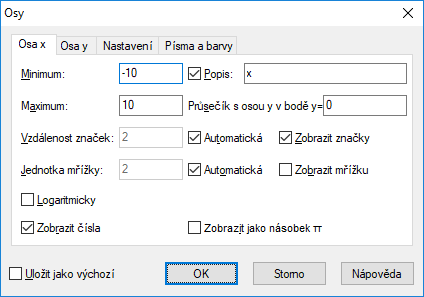 Osy
Osa x Osa y Nastavení Písma a barvy
Minimum: -10 Popis: x
Maximum: 10 Průsečík s osou y v bodě y= 0
Vzdálenost značek: 2 Automatická Zobrazit značky
Jednotka mřížky: 2 Automatická Zobrazit mřížku
Logaritmicky
Zobrazit čísla Zobrazit jako násobek π
Uložit jako výchozí OK Storno Nápověda